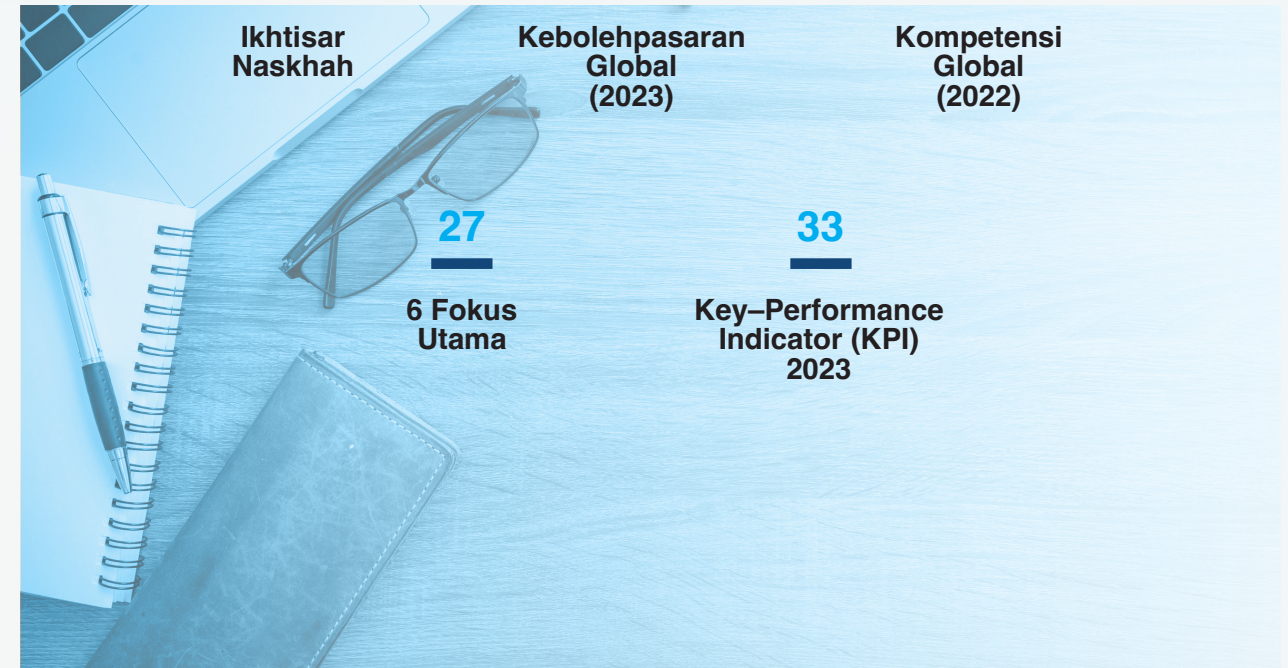 Ikhtisar
Naskhah
Kebolehpasaran
Global
(2023)
Kompetensi
Global
(2022)
27
6 Fokus
Utama
33
Key–Performance
Indicator (KPI)
2023